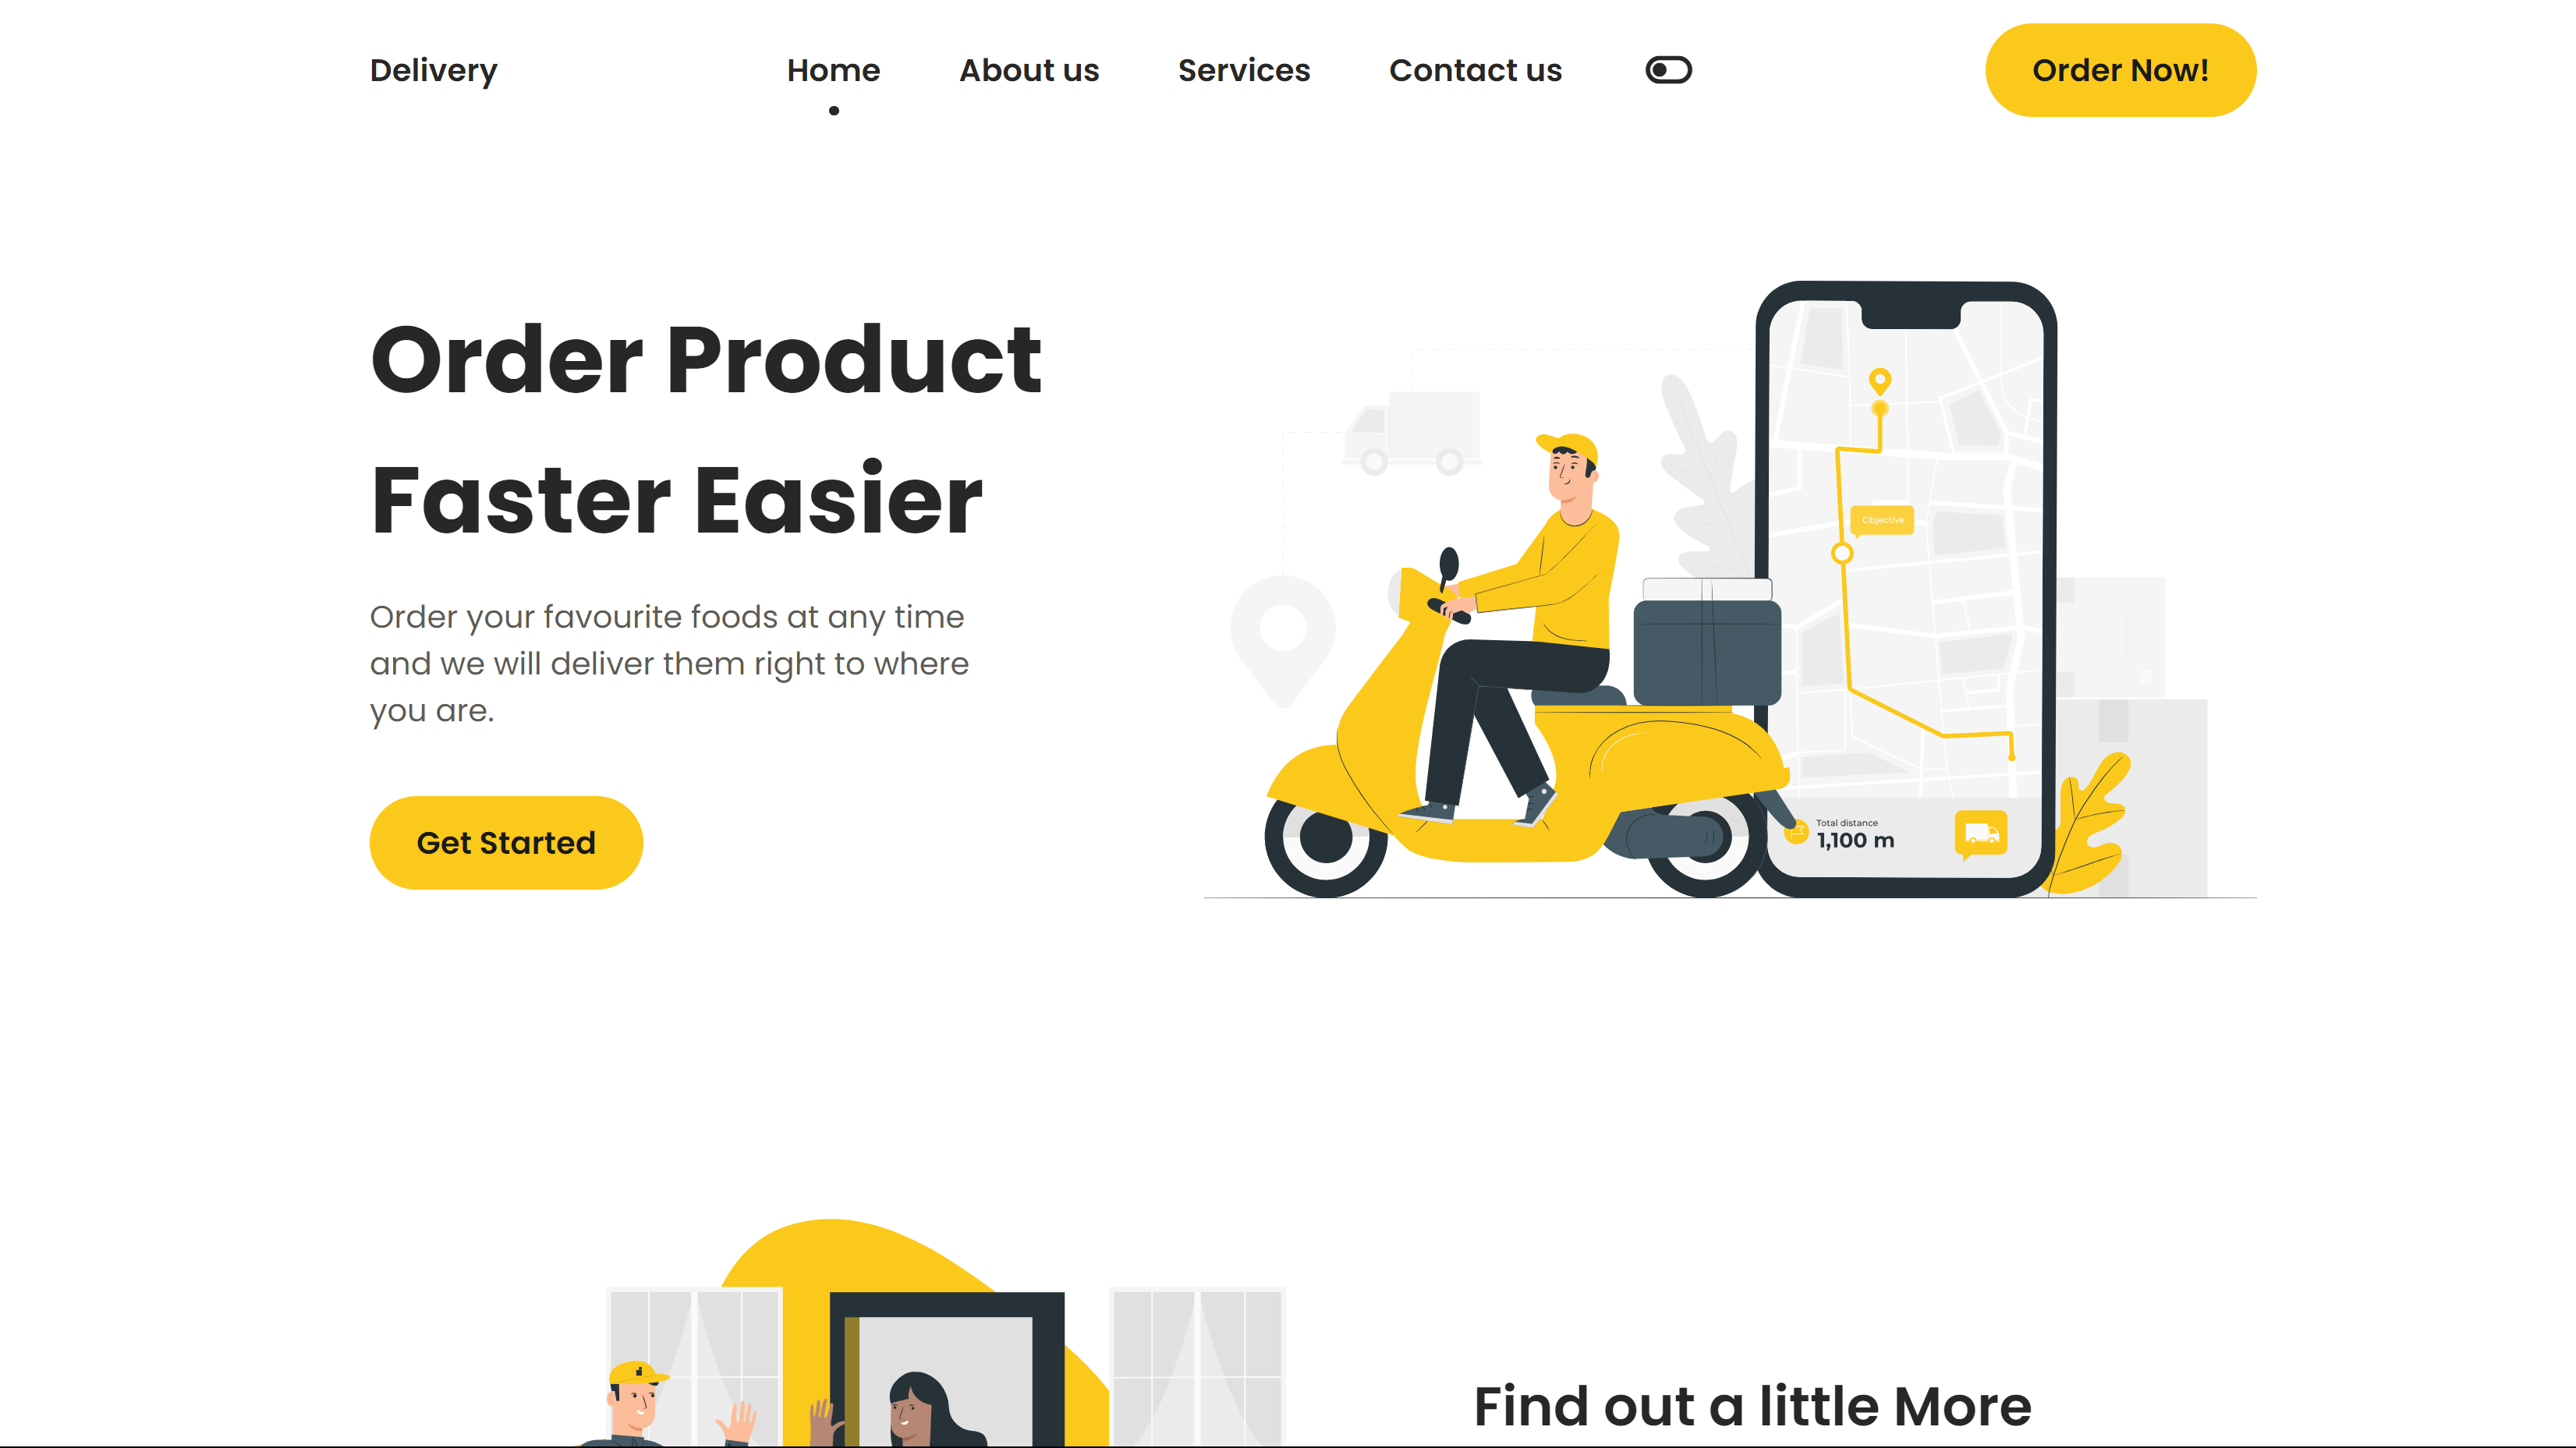 Delivery
Home
About us
Services
Contact us
Order Now!
Order Product
Faster Easier
Order your favourite foods at any time
and we will deliver them right to where
you are.
Get Started
Objective
Total distance
1,100 m
Find out a little More